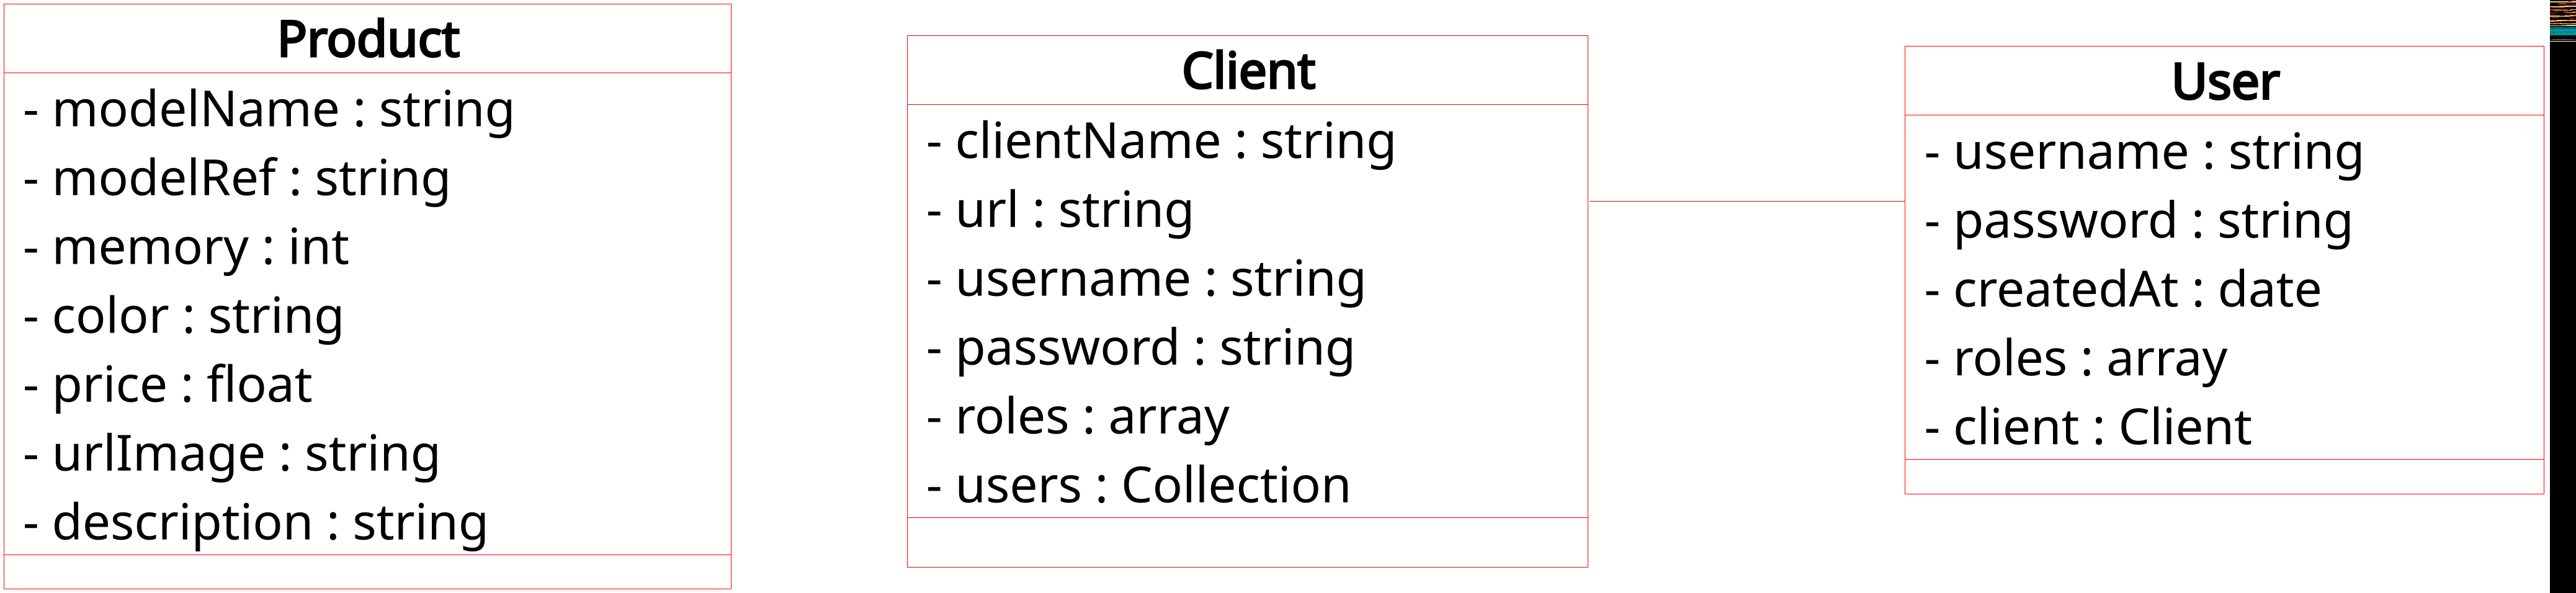 Product
- modelName : string
- modelRef : string
- memory : int
- color : string
- price : float
- urlImage : string
- description : string
Client
- clientName : string
- url : string
- username : string
- password : string
- roles : array
- users : Collection
User
- username : string
- password : string
- createdAt : date
- roles : array
- client : Client